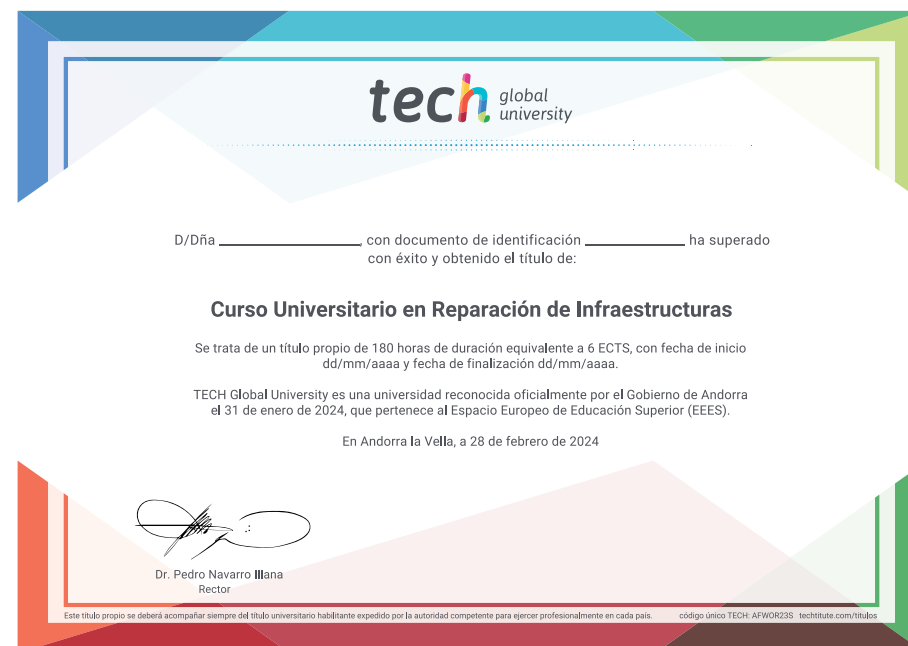 tech global university
D/Dña ______________________, con documento de identificación ________________ ha superado
con éxito y obtenido el título de:
Curso Universitario en Reparación de Infraestructuras
Se trata de un título propio de 180 horas de duración equivalente a 6 ECTS, con fecha de inicio
dd/mm/aaaa y fecha de finalización dd/mm/aaaa.
TECH Global University es una universidad reconocida oficialmente por el Gobierno de Andorra
el 31 de enero de 2024, que pertenece al Espacio Europeo de Educación Superior (EEES).
En Andorra la Vella, a 28 de febrero de 2024
Dr. Pedro Navarro Illana
Rector
Este título propio se deberá acompañar siempre del título universitario habilitante expedido por la autoridad competente para ejercer profesionalmente en cada país. código único TECH: AFWOR23S techtitute.com/titulos